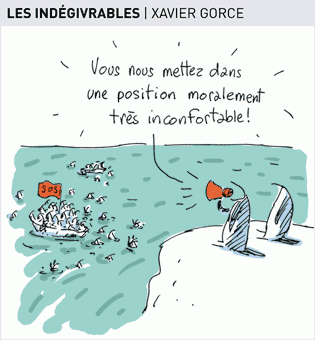 LES INDÉGIVRABLES | XAVIER GORCE
Vous nous mettez dans
une position moralement
très inconfortable!
SOS